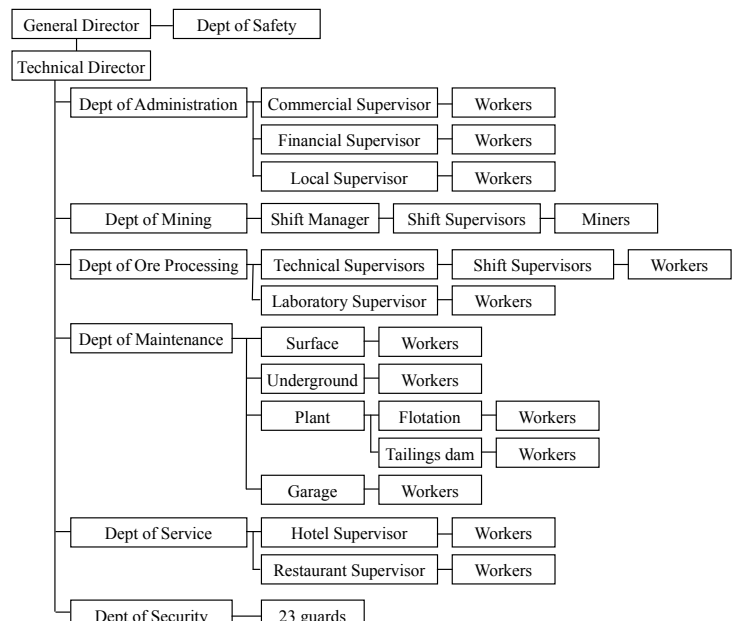 General Director Dept of Safety
Technical Director
Dept of Administration Commercial Supervisor Workers
Financial Supervisor Workers
Local Supervisor Workers
Dept of Mining Shift Manager Shift Supervisors Miners
Dept of Ore Processing Technical Supervisors Shift Supervisors Workers
Laboratory Supervisor Workers
Dept of Maintenance Surface Workers
Underground Workers
Plant Flotation Workers
Tailings dam Workers
Garage Workers
Dept of Service Hotel Supervisor Workers
Restaurant Supervisor Workers
Dept of Security 23 guards